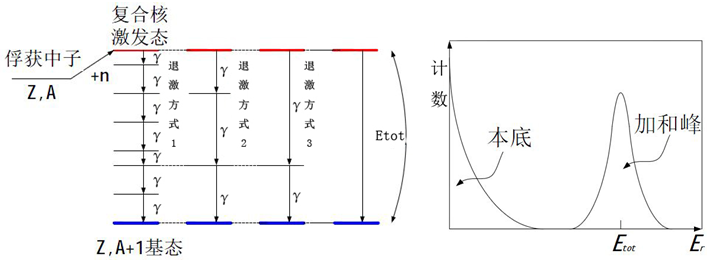 复合核
激发态
俘获中子
+n
Z,A
γ
γ
γ
γ
γ
γ
γ
退激方式1
γ
γ
γ
退激方式2
γ
γ
退激方式3
Etot
Z,A+1基态
计数
本底
加和峰
Etot
Er